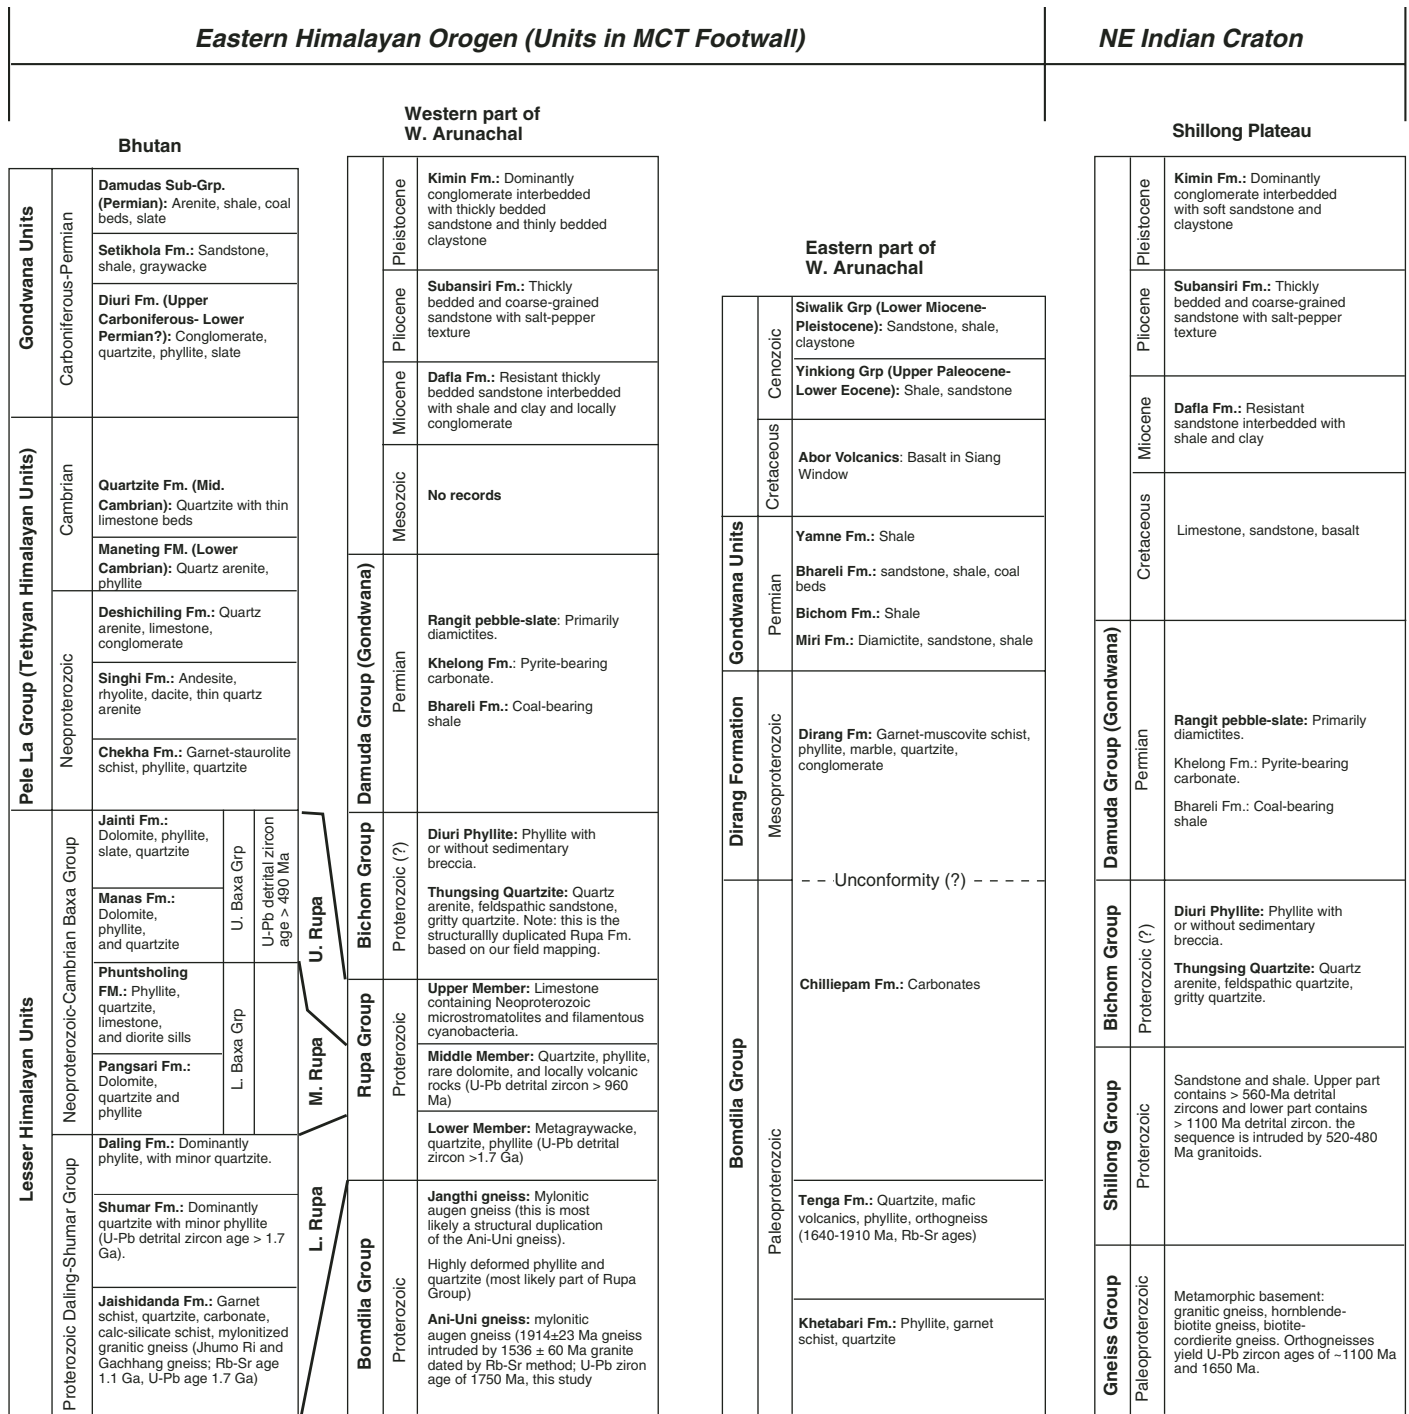 Eastern Himalayan Orogen (Units in MCT Footwall)
NE Indian Craton
Bhutan
Gondwana Units
Carboniferous-Permian
Damudas Sub-Grp.
(Permian): Arenite, shale, coal
beds, slate
Setikhola Fm.: Sandstone,
shale, graywacke
Diuri Fm. (Upper
Carboniferous- Lower
Permian?): Conglomerate,
quartzite, phyllite, slate
Pele La Group (Tethyan Himalayan Units)
Cambrian
Quartzite Fm. (Mid.
Cambrian): Quartzite with thin
limestone beds
Maneting FM. (Lower
Cambrian): Quartz arenite,
phyllite
Neoproterozoic
Deshichiling Fm.: Quartz
arenite, limestone,
conglomerate
Singhi Fm.: Andesite,
rhyolite, dacite, thin quartz
arenite
Chekha Fm.: Garnet-staurolite
schist, phyllite, quartzite
Lesser Himalayan Units
Neoproterozoic-Cambrian Baxa Group
Jainti Fm.:
Dolomite, phyllite,
slate, quartzite
Manas Fm.:
Dolomite,
phyllite,
and quartzite
U. Baxa Grp
U-Pb detrital zircon
age > 490 Ma
Phuntsholing
FM.: Phyllite,
quartzite,
limestone,
and diorite sills
Pangsari Fm.:
Dolomite,
quartzite and
phyllite
L. Baxa Grp
Proterozoic Daling-Shumar Group
Daling Fm.: Dominantly
phylite, with minor quartzite.
Shumar Fm.: Dominantly
quartzite with minor phyllite
(U-Pb detrital zircon age > 1.7
Ga).
Jaishidanda Fm.: Garnet
schist, quartzite, carbonate,
calc-silicate schist, mylonitized
granitic gneiss (Jhumo Ri and
Gachhang gneiss; Rb-Sr age
1.1 Ga, U-Pb age 1.7 Ga)
U. Rupa
M. Rupa
L. Rupa
Western part of
W. Arunachal
Pleistocene
Kimin Fm.: Dominantly
conglomerate interbedded
with thickly bedded
sandstone and thinly bedded
claystone
Pliocene
Subansiri Fm.: Thickly
bedded and coarse-grained
sandstone with salt-pepper
texture
Miocene
Dafla Fm.: Resistant thickly
bedded sandstone interbedded
with shale and clay and locally
conglomerate
Mesozoic
No records
Damuda Group (Gondwana)
Permian
Rangit pebble-slate: Primarily
diamictites.
Khelong Fm.: Pyrite-bearing
carbonate.
Bhareli Fm.: Coal-bearing
shale
Bichom Group
Proterozoic (?)
Diuri Phyllite: Phyllite with
or without sedimentary
breccia.
Thungsing Quartzite: Quartz
arenite, feldspathic sandstone,
gritty quartzite. Note: this is the
structurallly duplicated Rupa Fm.
based on our field mapping.
Rupa Group
Proterozoic
Upper Member: Limestone
containing Neoproterozoic
microstromatolites and filamentous
cyanobacteria.
Middle Member: Quartzite, phyllite,
rare dolomite, and locally volcanic
rocks (U-Pb detrital zircon > 960
Ma)
Lower Member: Metagraywacke,
quartzite, phyllite (U-Pb detrital
zircon >1.7 Ga)
Bomdila Group
Proterozoic
Jangthi gneiss: Mylonitic
augen gneiss (this is most
likely a structural duplication
of the Ani-Uni gneiss).
Highly deformed phyllite and
quartzite (most likely part of Rupa
Group)
Ani-Uni gneiss: mylonitic
augen gneiss (1914±23 Ma gneiss
intruded by 1536 ± 60 Ma granite
dated by Rb-Sr method; U-Pb ziron
age of 1750 Ma, this study
Eastern part of
W. Arunachal
Cenozoic
Siwalik Grp (Lower Miocene-
Pleistocene): Sandstone, shale,
claystone
Yinkiong Grp (Upper Paleocene-
Lower Eocene): Shale, sandstone
Cretaceous
Abor Volcanics: Basalt in Siang
Window
Gondwana Units
Permian
Yamne Fm.: Shale
Bhareli Fm.: sandstone, shale, coal
beds
Bichom Fm.: Shale
Miri Fm.: Diamictite, sandstone, shale
Dirang Formation
Mesoproterozoic
Dirang Fm: Garnet-muscovite schist,
phyllite, marble, quartzite,
conglomerate
Unconformity (?)
Bomdila Group
Paleoproterozoic
Chilliepam Fm.: Carbonates
Tenga Fm.: Quartzite, mafic
volcanics, phyllite, orthogneiss
(1640-1910 Ma, Rb-Sr ages)
Khetabari Fm.: Phyllite, garnet
schist, quartzite
Shillong Plateau
Pleistocene
Kimin Fm.: Dominantly
conglomerate interbedded
with soft sandstone and
claystone
Pliocene
Subansiri Fm.: Thickly
bedded and coarse-grained
sandstone with salt-pepper
texture
Miocene
Dafla Fm.: Resistant
sandstone interbedded with
shale and clay
Cretaceous
Limestone, sandstone, basalt
Damuda Group (Gondwana)
Permian
Rangit pebble-slate: Primarily
diamictites.
Khelong Fm.: Pyrite-bearing
carbonate.
Bhareli Fm.: Coal-bearing
shale
Bichom Group
Proterozoic (?)
Diuri Phyllite: Phyllite with
or without sedimentary
breccia.
Thungsing Quartzite: Quartz
arenite, feldspathic quartzite,
gritty quartzite.
Shillong Group
Proterozoic
Sandstone and shale. Upper part
contains > 560-Ma detrital
zircons and lower part contains
> 1100 Ma detrital zircon. the
sequence is intruded by 520-480
Ma granitoids.
Gneiss Group
Paleoproterozoic
Metamorphic basement:
granitic gneiss, hornblende-
biotite gneiss, biotite-
cordierite gneiss. Orthogneisses
yield U-Pb zircon ages of ~1100 Ma
and 1650 Ma.